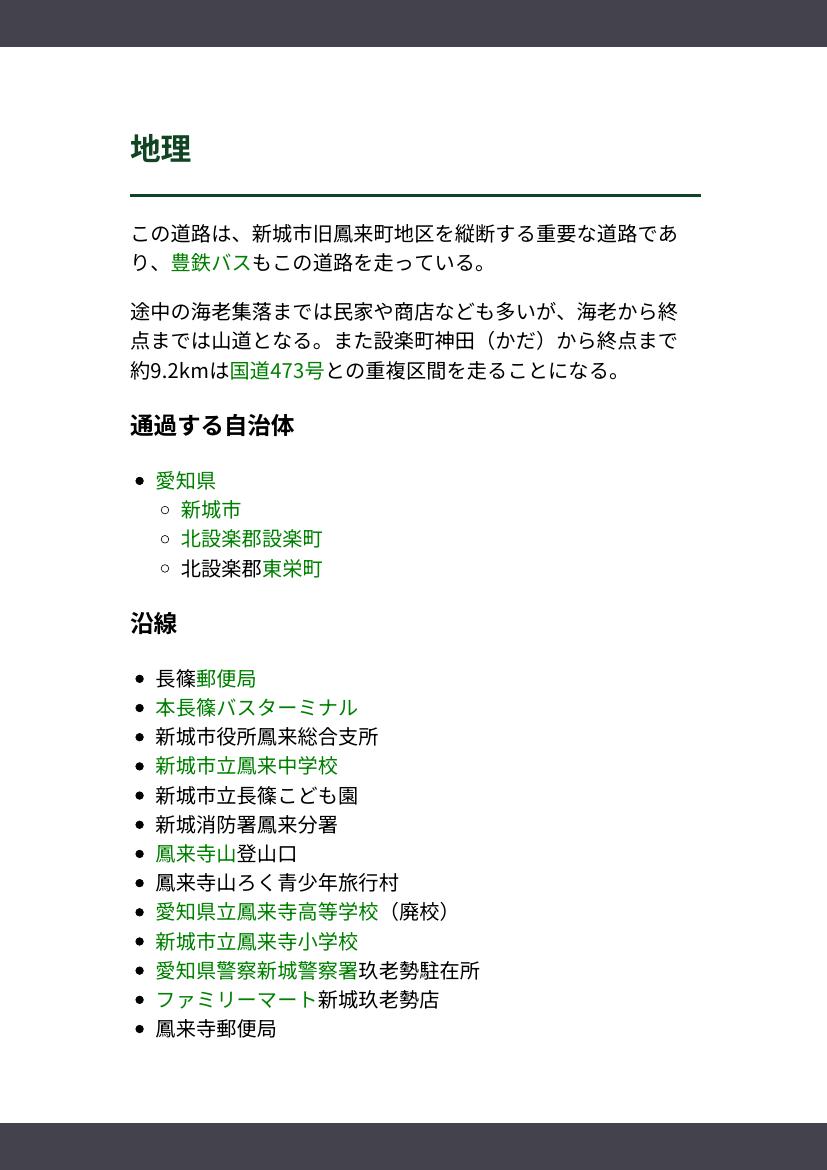 地理
この道路は、新城市旧鳳来町地区を縦断する重要な道路であ
り、豊鉄バスもこの道路を走っている。
途中の海老集落までは民家や商店なども多いが、海老から終
点までは山道となる。また設楽町神田（かだ）から終点まで
約9.2kmは国道473号との重複区間を走ることになる。
通過する自治体
愛知県
新城市
北設楽郡設楽町
北設楽郡東栄町
沿線
長篠郵便局
本長篠バスターミナル
新城市役所鳳来総合支所
新城市立鳳来中学校
新城市立長篠こども園
新城消防署鳳来分署
鳳来寺山登山口
鳳来寺山ろく青少年旅行村
愛知県立鳳来寺高等学校（廃校）
新城市立鳳来寺小学校
愛知県警察新城警察署玖老勢駐在所
ファミリーマート新城玖老勢店
鳳来寺郵便局